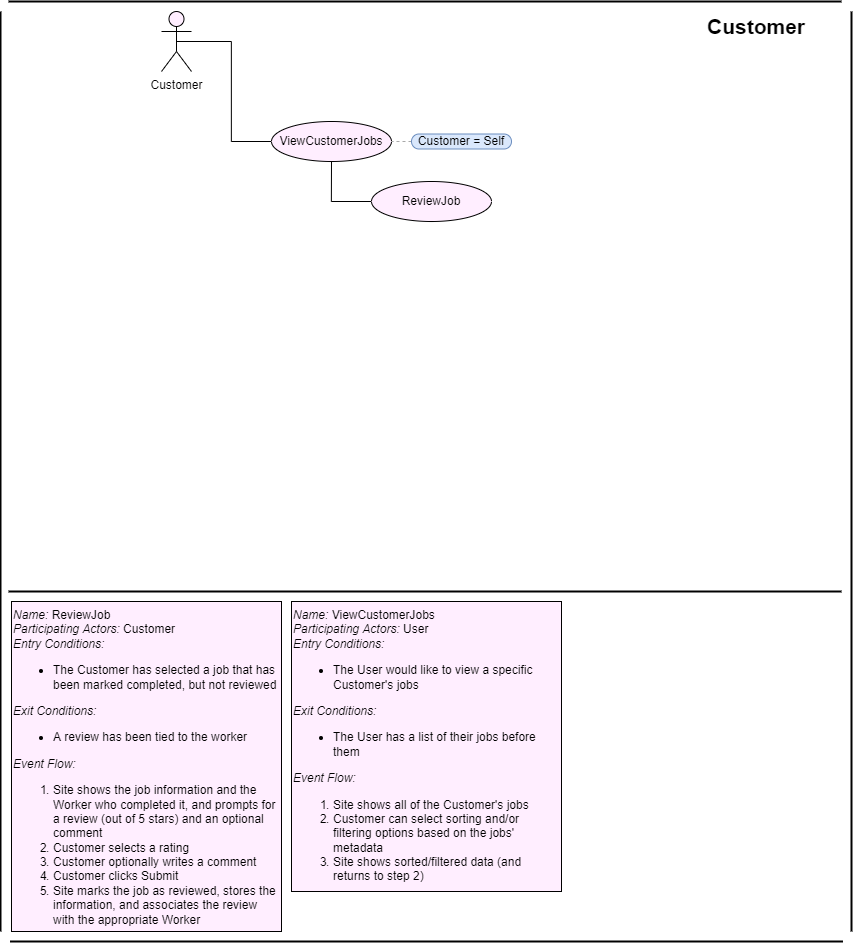 Customer
Customer
ViewCustomerJobs
Customer = Self
ReviewJob
Name: ReviewJob
Participating Actors: Customer
Entry Conditions:
• The Customer has selected a job that has
been marked completed, but not reviewed
Exit Conditions:
• A review has been tied to the worker
Event Flow:
1. Site shows the job information and the
Worker who completed it, and prompts for
a review (out of 5 stars) and an optional
comment
2. Customer selects a rating
3. Customer optionally writes a comment
4. Customer clicks Submit
5. Site marks the job as reviewed, stores the
information, and associates the review
with the appropriate Worker
Name: ViewCustomerJobs
Participating Actors: User
Entry Conditions:
• The User would like to view a specific
Customer's jobs
Exit Conditions:
• The User has a list of their jobs before
them
Event Flow:
1. Site shows all of the Customer's jobs
2. Customer can select sorting and/or
filtering options based on the jobs'
metadata
3. Site shows sorted/filtered data (and
returns to step 2)